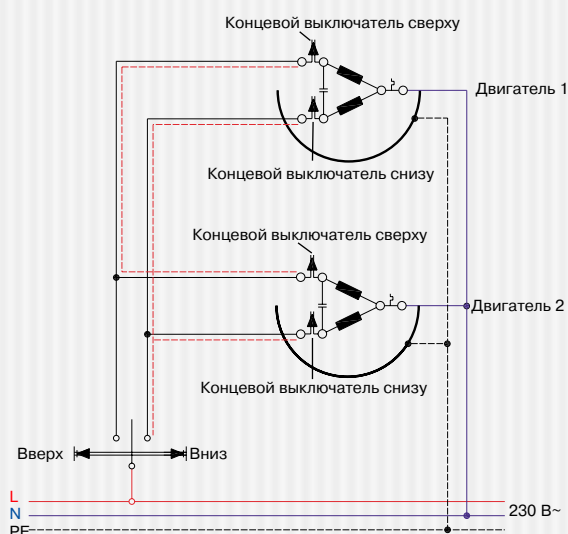 Концевой выключатель сверху
Двигатель 1
Концевой выключатель снизу
Концевой выключатель сверху
Двигатель 2
Концевой выключатель снизу
Вверх
Вниз
L
N
230 В~
PE